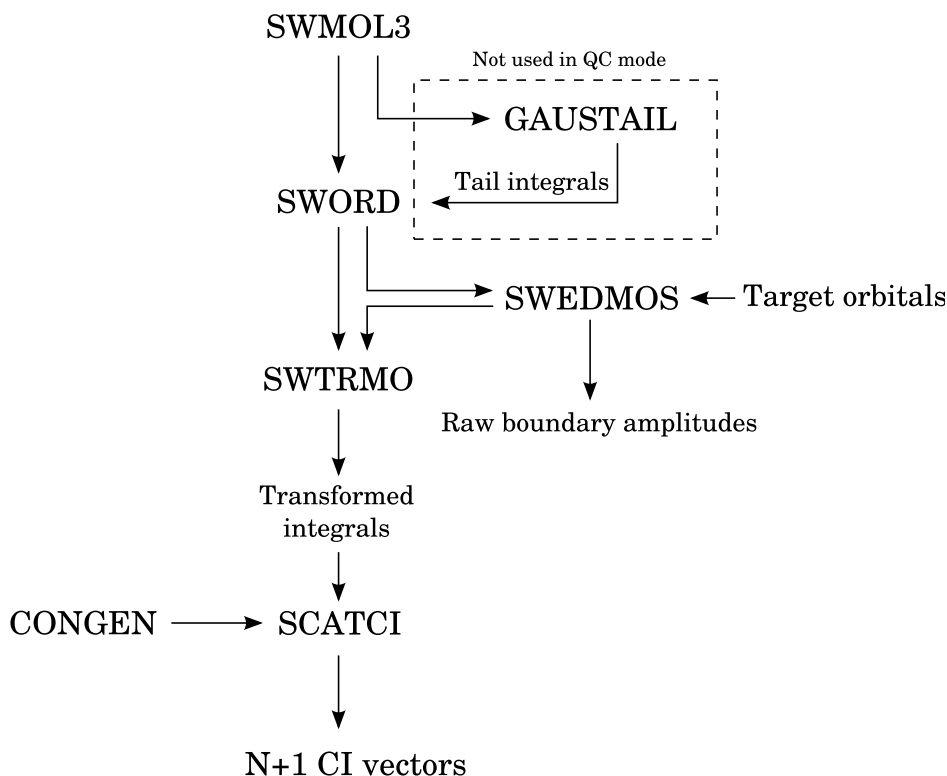 SWMOL3
Not used in QC mode
GAUSTAIL
Tail integrals
SWORD
SWEDMOS
Target orbitals
SWTRMO
Raw boundary amplitudes
Transformed
integrals
CONGEN
SCATCI
N+1 CI vectors